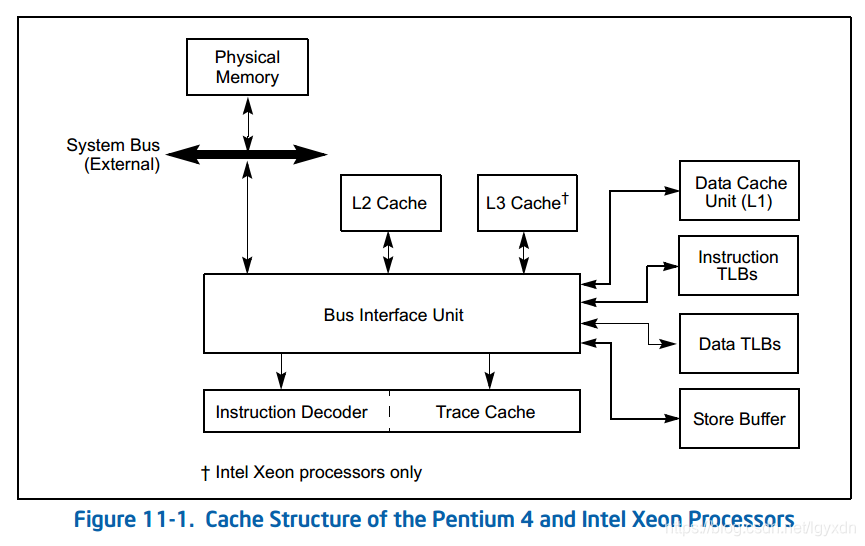 Physical
Memory
System Bus
(External)
L2 Cache
L3 Cache†
Data Cache
Unit (L1)
Instruction
TLBs
Bus Interface Unit
Data TLBs
Instruction Decoder
Trace Cache
Store Buffer
† Intel Xeon processors only
Figure 11-1. Cache Structure of the Pentium 4 and Intel Xeon Processors
https://blog.csdn.net/lgyxdn